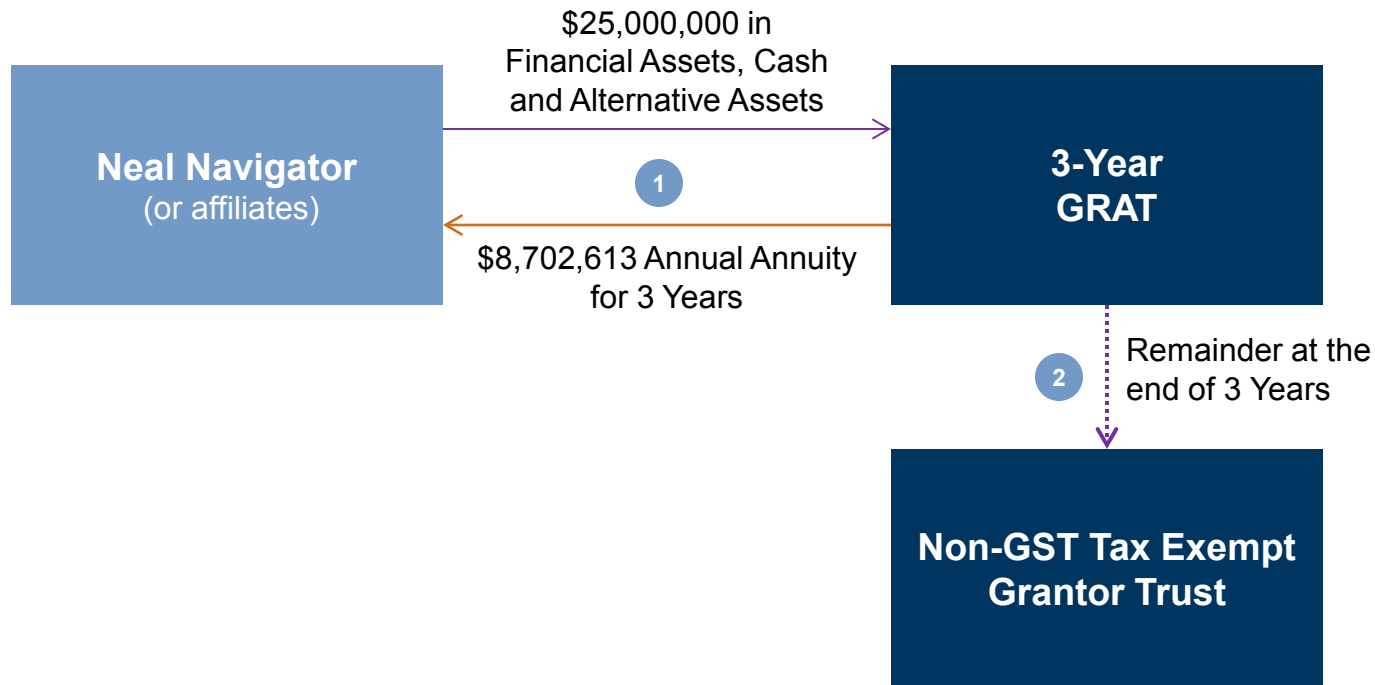 $25,000,000 in
Financial Assets, Cash
and Alternative Assets
Neal Navigator
(or affiliates)
1
3-Year
GRAT
$8,702,613 Annual Annuity
for 3 Years
2
Remainder at the
end of 3 Years
Non-GST Tax Exempt
Grantor Trust